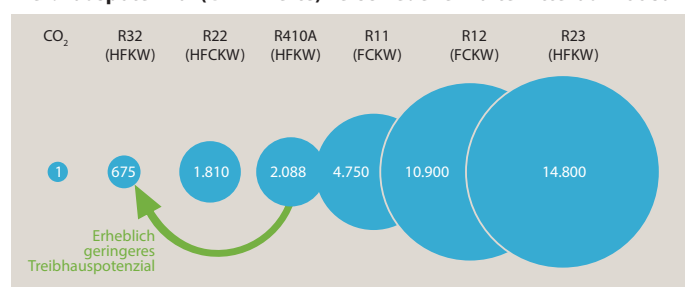 CO₂
R32
(HFKW)
R22
(HFCKW)
R410A
(HFKW)
R11
(FCKW)
R12
(FCKW)
R23
(HFKW)
1
675
1.810
2.088
4.750
10.900
14.800
Erheblich
geringeres
Treibhauspotenzial